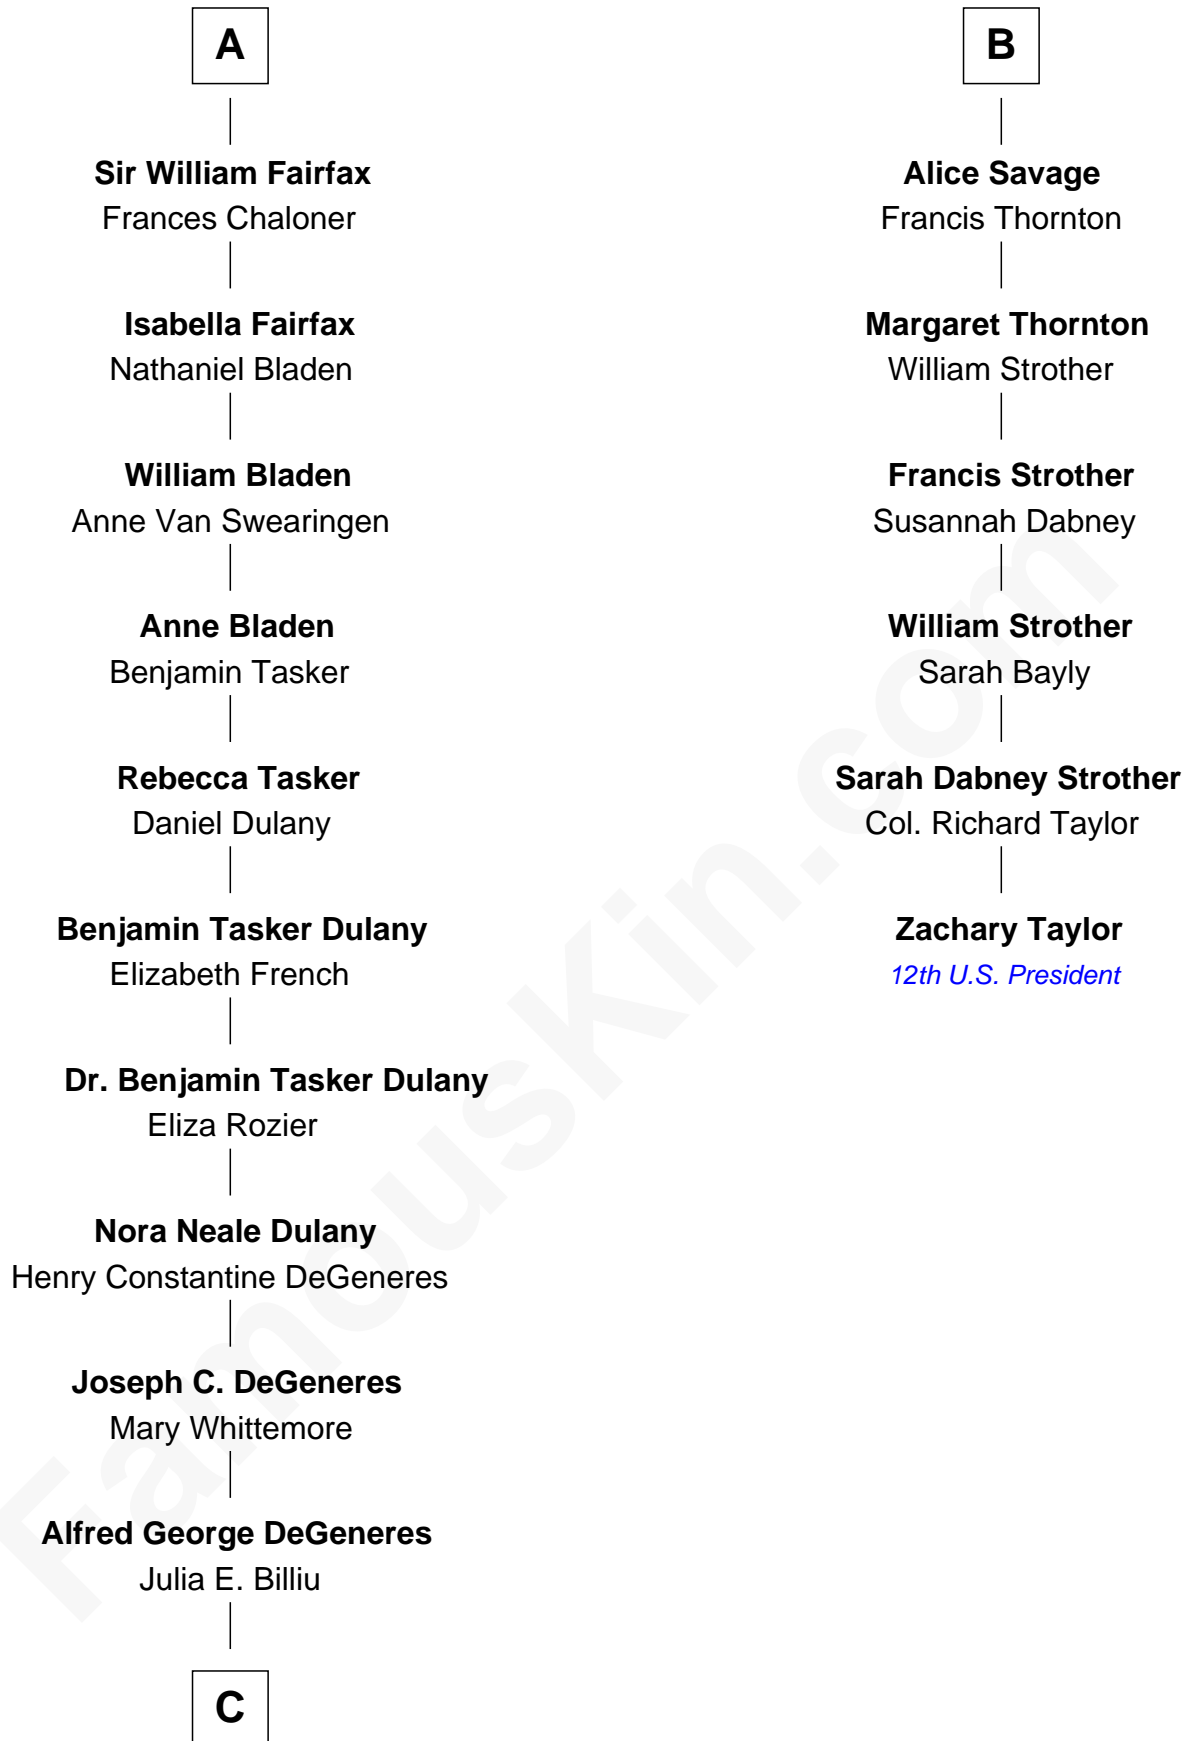 A
Sir William Fairfax
Frances Chaloner
Isabella Fairfax
Nathaniel Bladen
William Bladen
Anne Van Swearingen
Anne Bladen
Benjamin Tasker
Rebecca Tasker
Daniel Dulany
Benjamin Tasker Dulany
Elizabeth French
Dr. Benjamin Tasker Dulany
Eliza Rozier
Nora Neale Dulany
Henry Constantine DeGeneres
Joseph C. DeGeneres
Mary Whittemore
Alfred George DeGeneres
Julia E. Billiu
C
B
Alice Savage
Francis Thornton
Margaret Thornton
William Strother
Francis Strother
Susannah Dabney
William Strother
Sarah Bayly
Sarah Dabney Strother
Col. Richard Taylor
Zachary Taylor
12th U.S. President
FamousKin.com